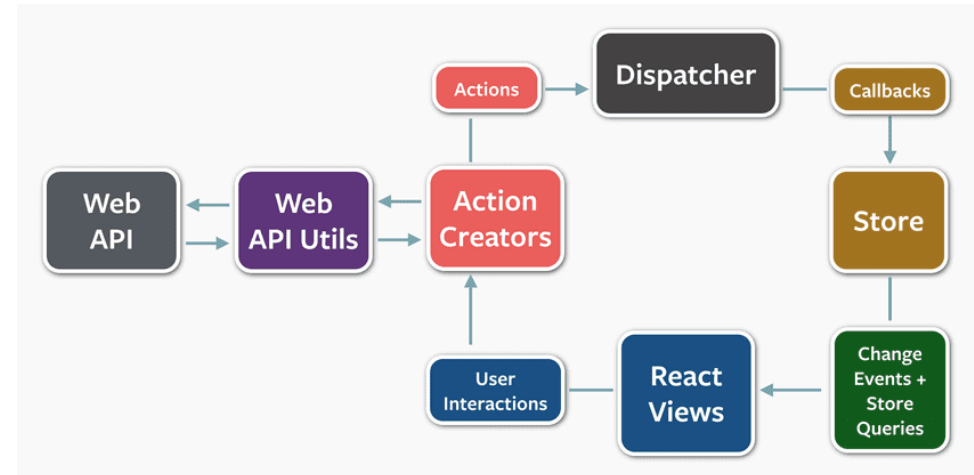 Dispatcher
Actions
Callbacks
Web
API
Web
API Utils
Action
Creators
Store
User
Interactions
React
Views
Change
Events +
Store
Queries